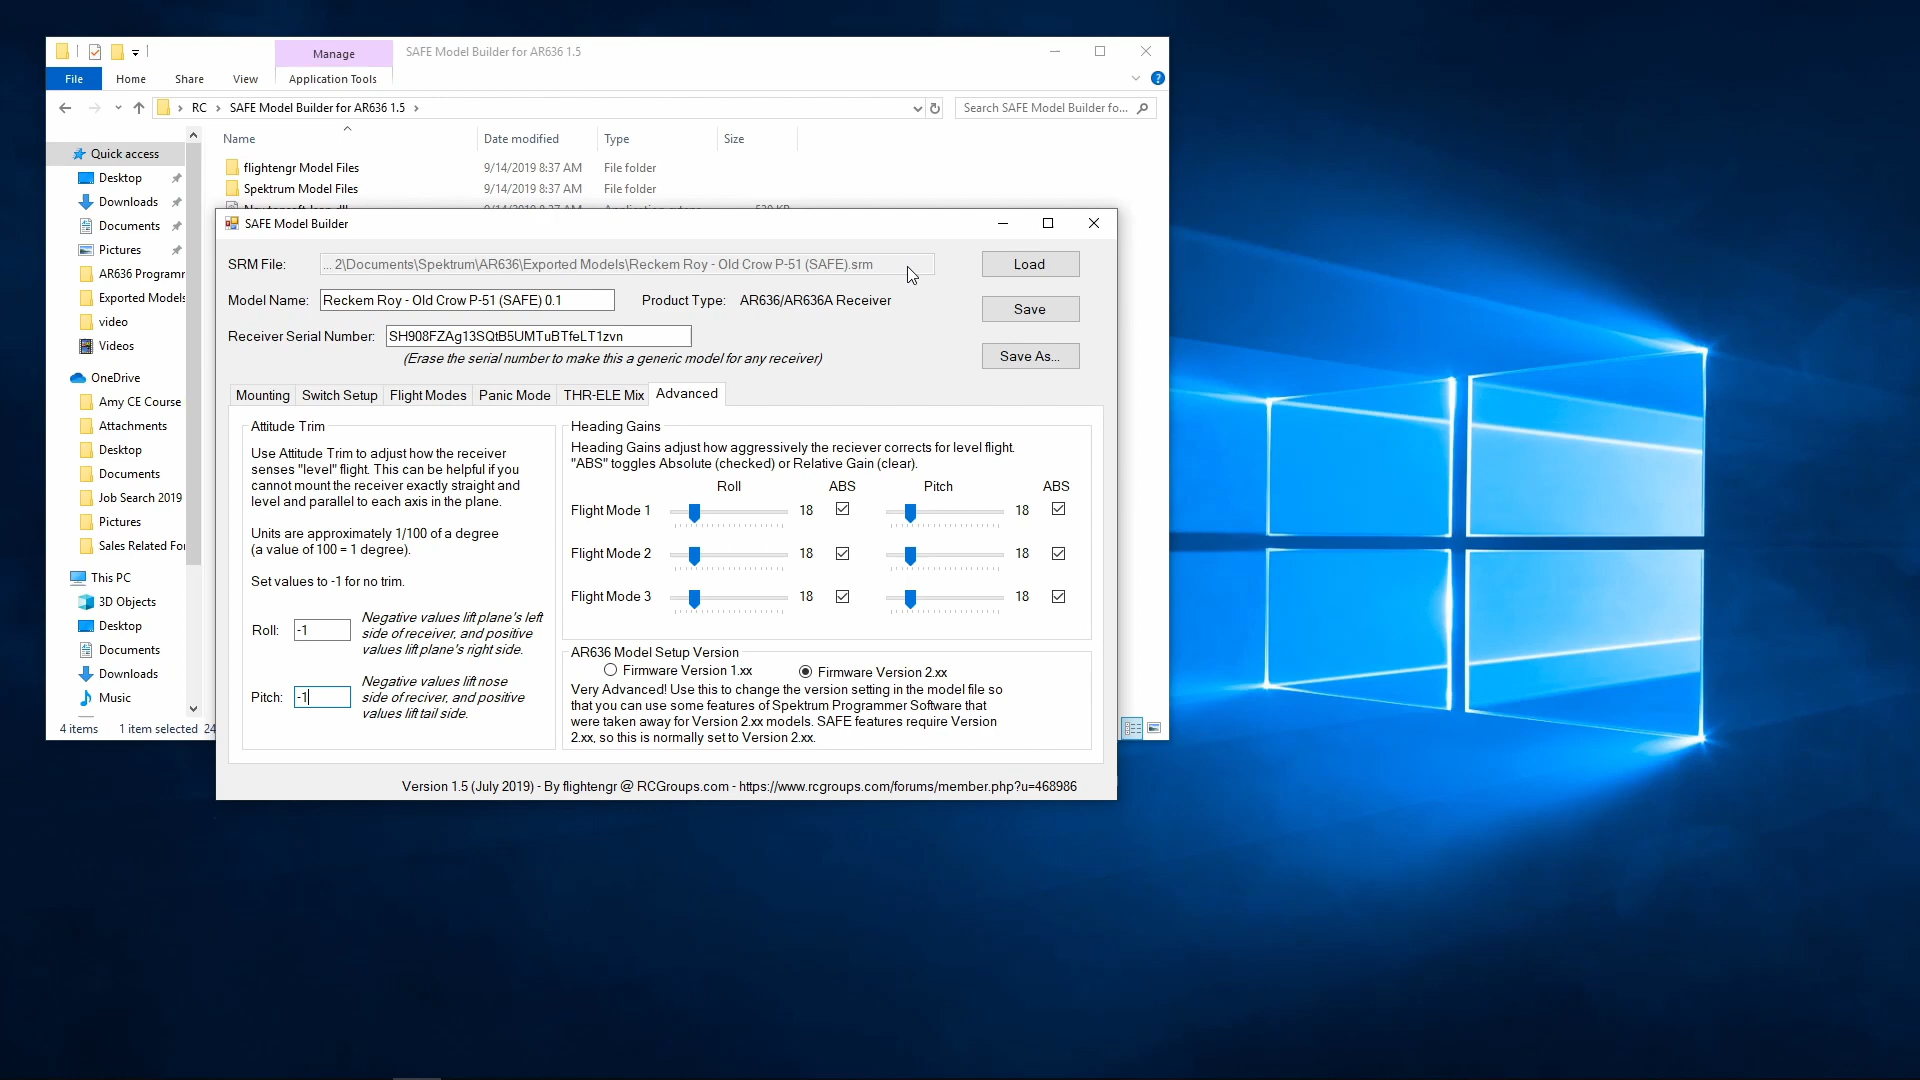 Manage
SAFE Model Builder for AR636 1.5
File
Home
Share
View
Application Tools
RC
SAFE Model Builder for AR636 1.5
Search SAFE Model Builder fo...
Name
Date modified
Type
Size
Quick access
Desktop
Downloads
Documents
Pictures
AR636 Programr
Exported Models
video
Videos
OneDrive
Amy CE Course
Attachments
Desktop
Documents
Job Search 2019
Pictures
Sales Related Fo
This PC
3D Objects
Desktop
Documents
Downloads
Music
4 items
1 item selected
24
flightengr Model Files
9/14/2019 8:37 AM
File folder
Spektrum Model Files
9/14/2019 8:37 AM
File folder
SAFE Model Builder
SRM File:
... 2\Documents\Spektrum\AR636\Exported Models\Reckem Roy - Old Crow P-51 (SAFE).srm
Load
Model Name:
Reckem Roy - Old Crow P-51 (SAFE) 0.1
Product Type:
AR636/AR636A Receiver
Save
Receiver Serial Number:
SH908FZAg13SQtB5UMTuBTfeLT1zvn
(Erase the serial number to make this a generic model for any receiver)
Save As...
Mounting
Switch Setup
Flight Modes
Panic Mode
THR-ELE Mix
Advanced
Attitude Trim
Use Attitude Trim to adjust how the receiver
senses "level" flight. This can be helpful if you
cannot mount the receiver exactly straight and
level and parallel to each axis in the plane.
Units are approximately 1/100 of a degree
(a value of 100 = 1 degree).
Set values to -1 for no trim.
Roll:
-1
Negative values lift plane's left
side of receiver, and positive
values lift plane's right side.
Pitch:
-1
Negative values lift nose
side of reciver, and positive
values lift tail side.
Heading Gains
Heading Gains adjust how aggressively the reciever corrects for level flight.
"ABS" toggles Absolute (checked) or Relative Gain (clear).
Roll
ABS
Pitch
ABS
Flight Mode 1
18
18
Flight Mode 2
18
18
Flight Mode 3
18
18
AR636 Model Setup Version
Firmware Version 1.xx
Firmware Version 2.xx
Very Advanced! Use this to change the version setting in the model file so
that you can use some features of Spektrum Programmer Software that
were taken away for Version 2.xx models. SAFE features require Version
2.xx, so this is normally set to Version 2.xx.
Version 1.5 (July 2019) - By flightengr @ RCGroups.com - https://www.rcgroups.com/forums/member.php?u=468986